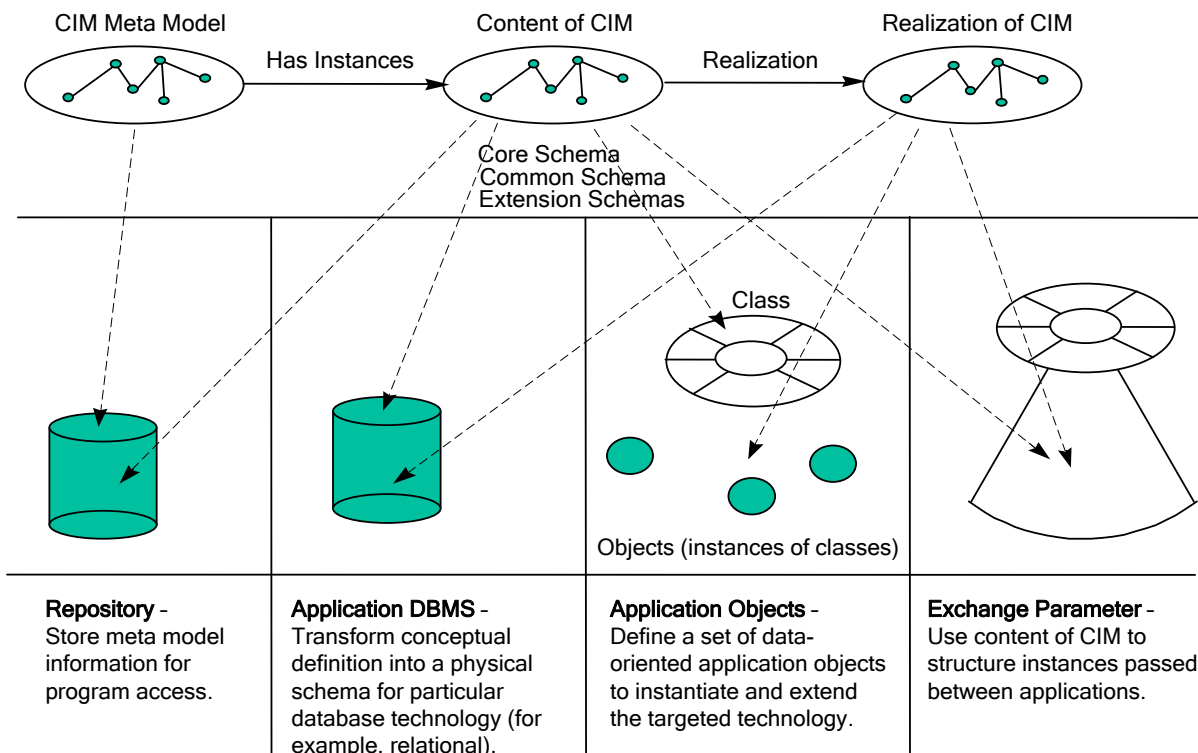 CIM Meta Model
Content of CIM
Realization of CIM
Has Instances
Realization
Core Schema
Common Schema
Extension Schemas
Class
Objects (instances of classes)
Repository -
Store meta model
information for
program access.
Application DBMS -
Transform conceptual
definition into a physical
schema for particular
database technology (for
example, relational).
Application Objects -
Define a set of data-
oriented application objects
to instantiate and extend
the targeted technology.
Exchange Parameter -
Use content of CIM to
structure instances passed
between applications.